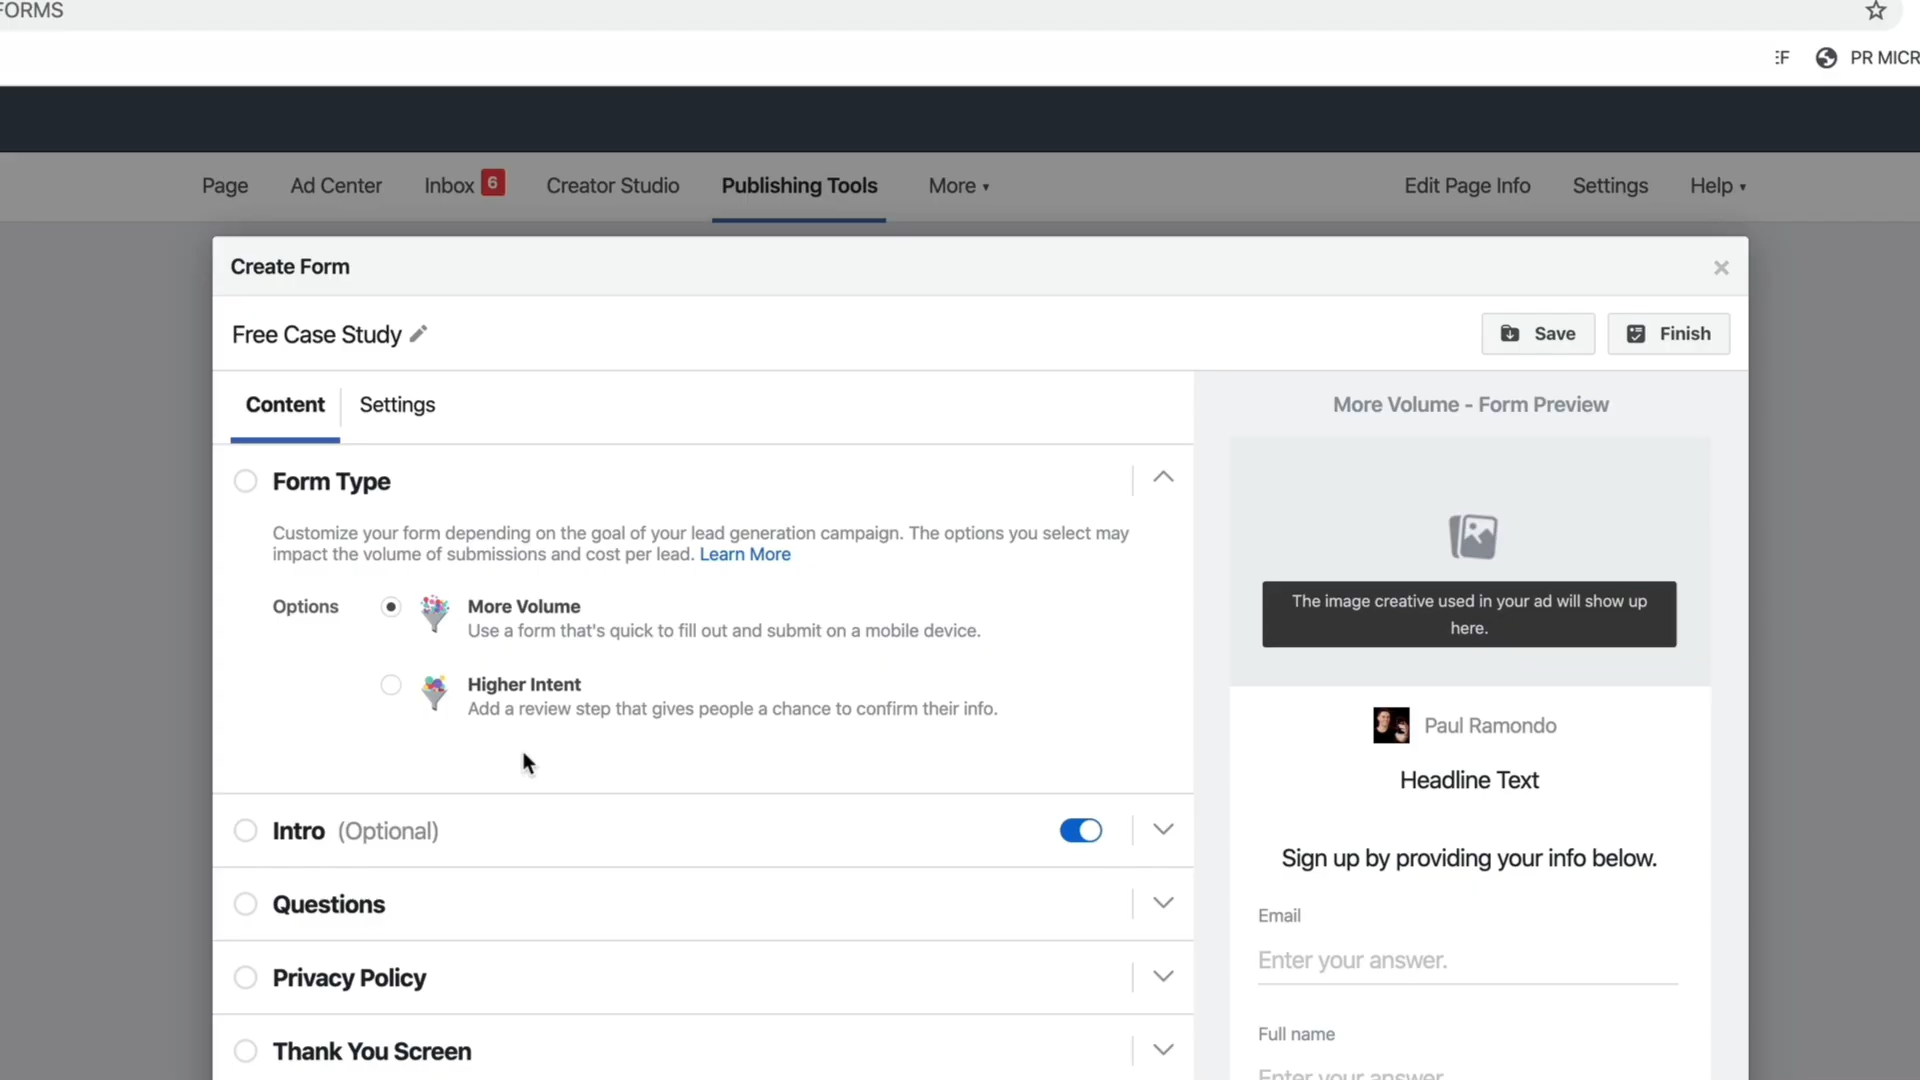 FORMS
EF
PR MICR
Page
Ad Center
Inbox 6
Creator Studio
Publishing Tools
More
Edit Page Info
Settings
Help
Create Form
Free Case Study
Save
Finish
Content
Settings
More Volume - Form Preview
Form Type
Customize your form depending on the goal of your lead generation campaign. The options you select may
impact the volume of submissions and cost per lead. Learn More
Options
More Volume
Use a form that's quick to fill out and submit on a mobile device.
Higher Intent
Add a review step that gives people a chance to confirm their info.
Intro (Optional)
Questions
Privacy Policy
Thank You Screen
The image creative used in your ad will show up
here.
Paul Ramondo
Headline Text
Sign up by providing your info below.
Email
Enter your answer.
Full name
Enter your answer.